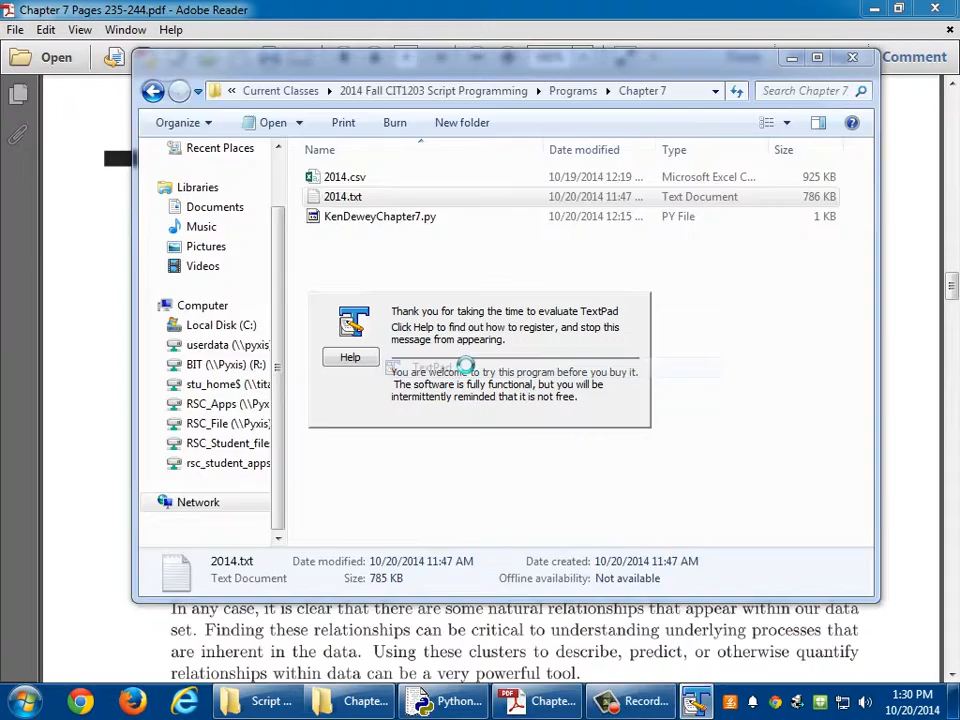 Chapter 7 Pages 235-244.pdf - Adobe Reader
File Edit View Window Help
Open
Comment
« Current Classes 2014 Fall CIT1203 Script Programming Programs Chapter 7
Search Chapter 7
Organize Open Print Burn New folder
Recent Places
Libraries
Documents
Music
Pictures
Videos
Computer
Local Disk (C:)
userdata (\\pyxis)
BIT (\\Pyxis) (R:)
stu_home$ (\\tita
RSC_Apps (\\Pyx
RSC_File (\\Pyxis
RSC_Student_file
rsc_student_apps
Network
Name Date modified Type Size
2014.csv 10/19/2014 12:19 ... Microsoft Excel C... 925 KB
2014.txt 10/20/2014 11:47 ... Text Document 786 KB
KenDeweyChapter7.py 10/20/2014 12:15 ... PY File 1 KB
Thank you for taking the time to evaluate TextPad
Click Help to find out how to register, and stop this
message from appearing.
Help
TextPad
You are welcome to try this program before you buy it.
The software is fully functional, but you will be
intermittently reminded that it is not free.
2014.txt Date modified: 10/20/2014 11:47 AM Date created: 10/20/2014 11:47 AM
Text Document Size: 785 KB Offline availability: Not available
In any case, it is clear that there are some natural relationships that appear within our data
set. Finding these relationships can be critical to understanding underlying processes that
are inherent in the data. Using these clusters to describe, predict, or otherwise quantify
relationships within data can be a very powerful tool.
Script ... Chapte... Python... Chapte... Record...
1:30 PM
10/20/2014